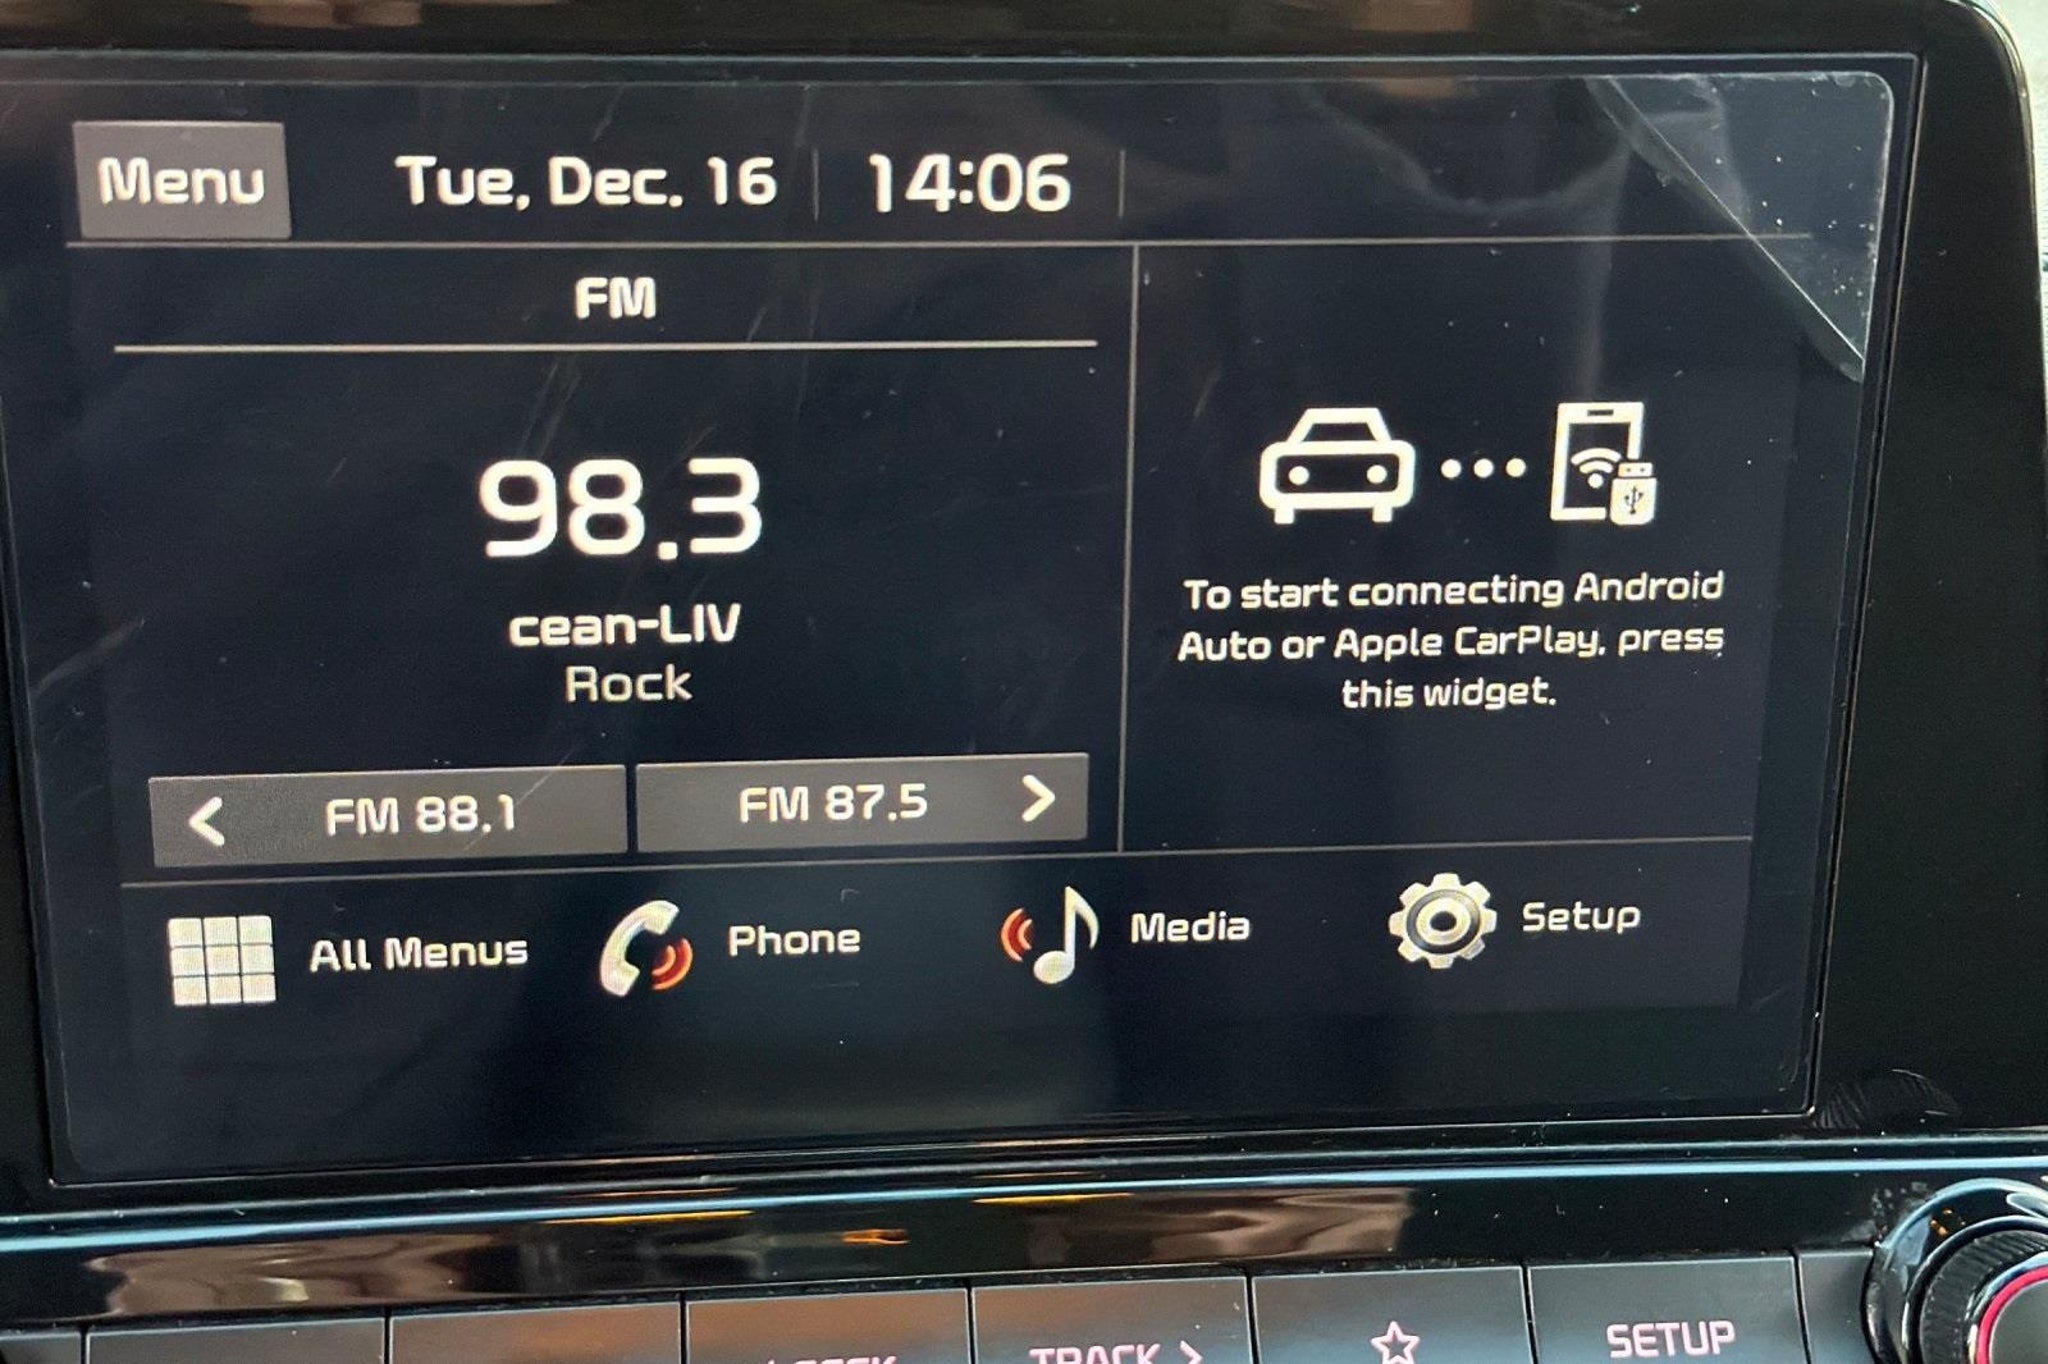 Menu
Tue, Dec. 16
14:06
FM
98.3
cean-LIV
Rock
To start connecting Android
Auto or Apple CarPlay, press
this widget.
< FM 88.1
FM 87.5 >
All Menus
Phone
Media
Setup
TRACK >
SETUP